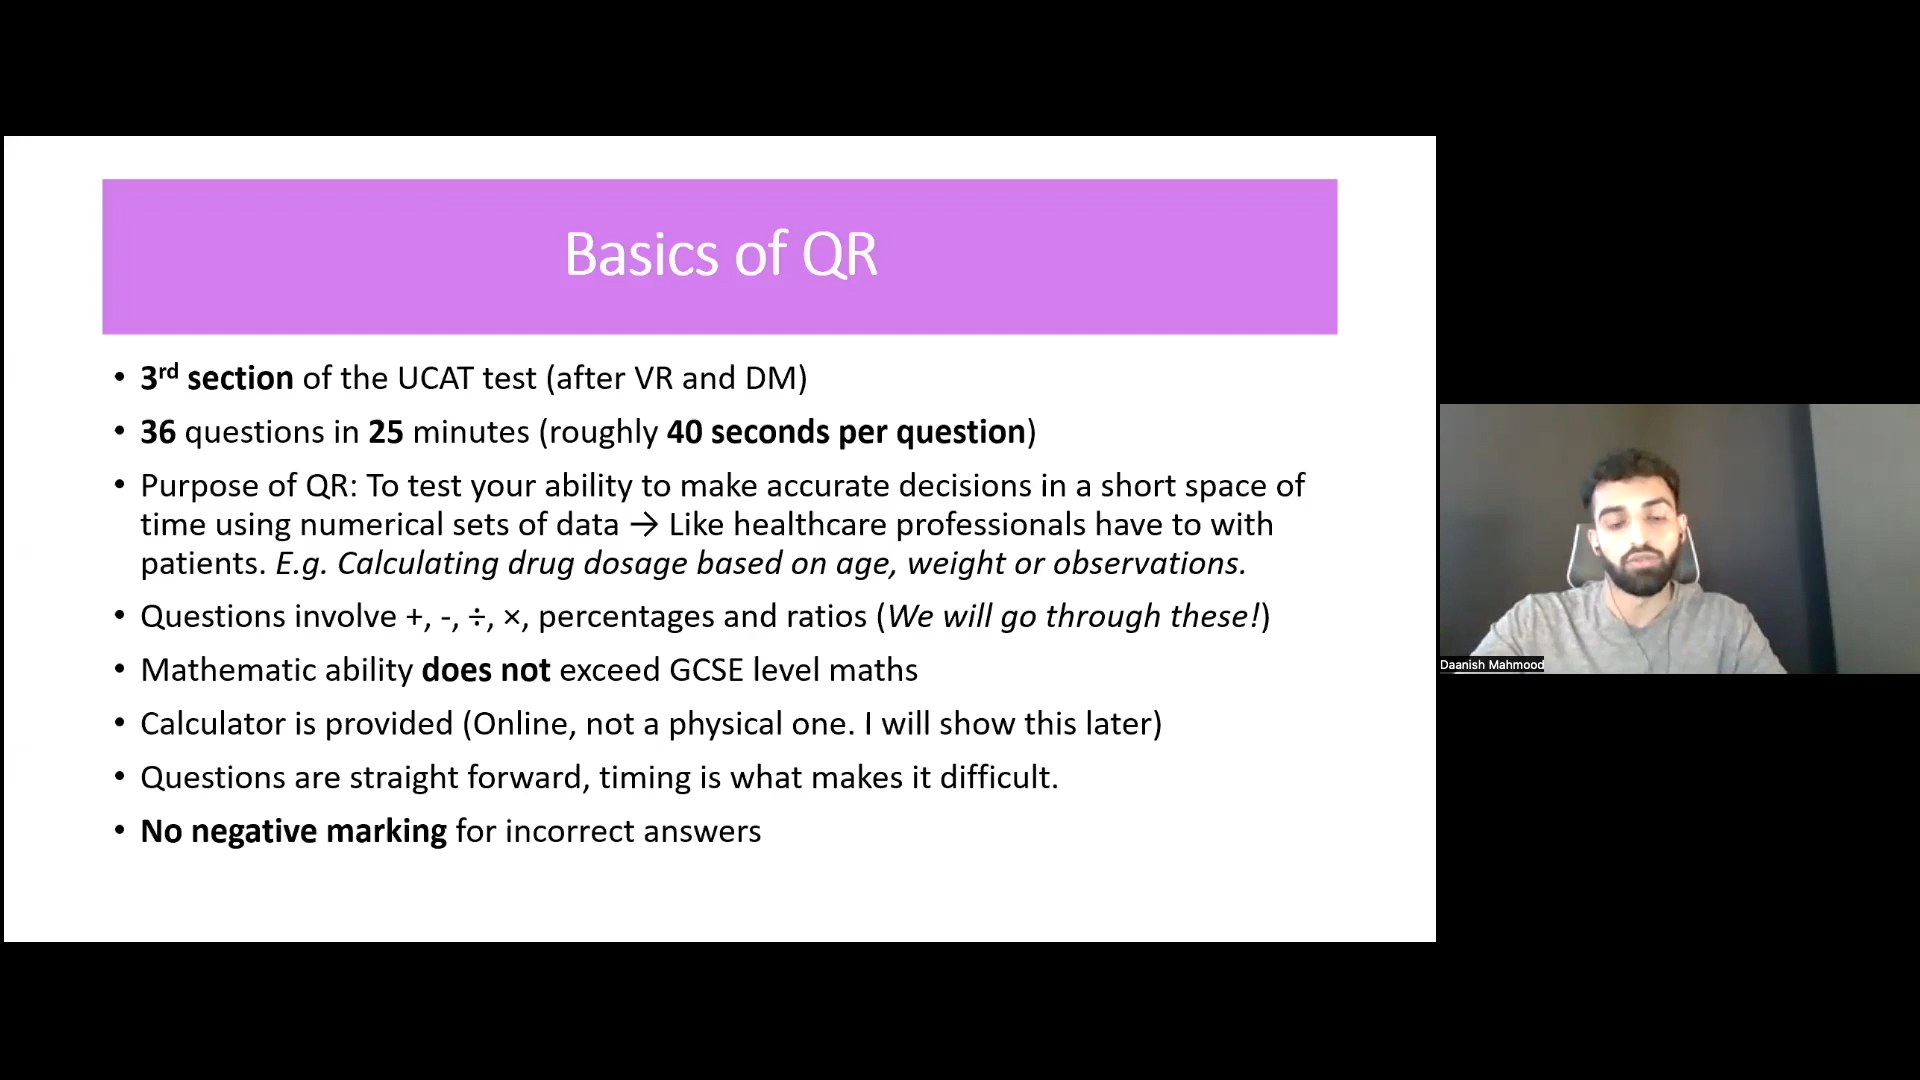 Basics of QR
• 3rd section of the UCAT test (after VR and DM)
• 36 questions in 25 minutes (roughly 40 seconds per question)
• Purpose of QR: To test your ability to make accurate decisions in a short space of
time using numerical sets of data → Like healthcare professionals have to with
patients. E.g. Calculating drug dosage based on age, weight or observations.
• Questions involve +, -, ÷, ×, percentages and ratios (We will go through these!)
• Mathematic ability does not exceed GCSE level maths
• Calculator is provided (Online, not a physical one. I will show this later)
• Questions are straight forward, timing is what makes it difficult.
• No negative marking for incorrect answers
Daanish Mahmood